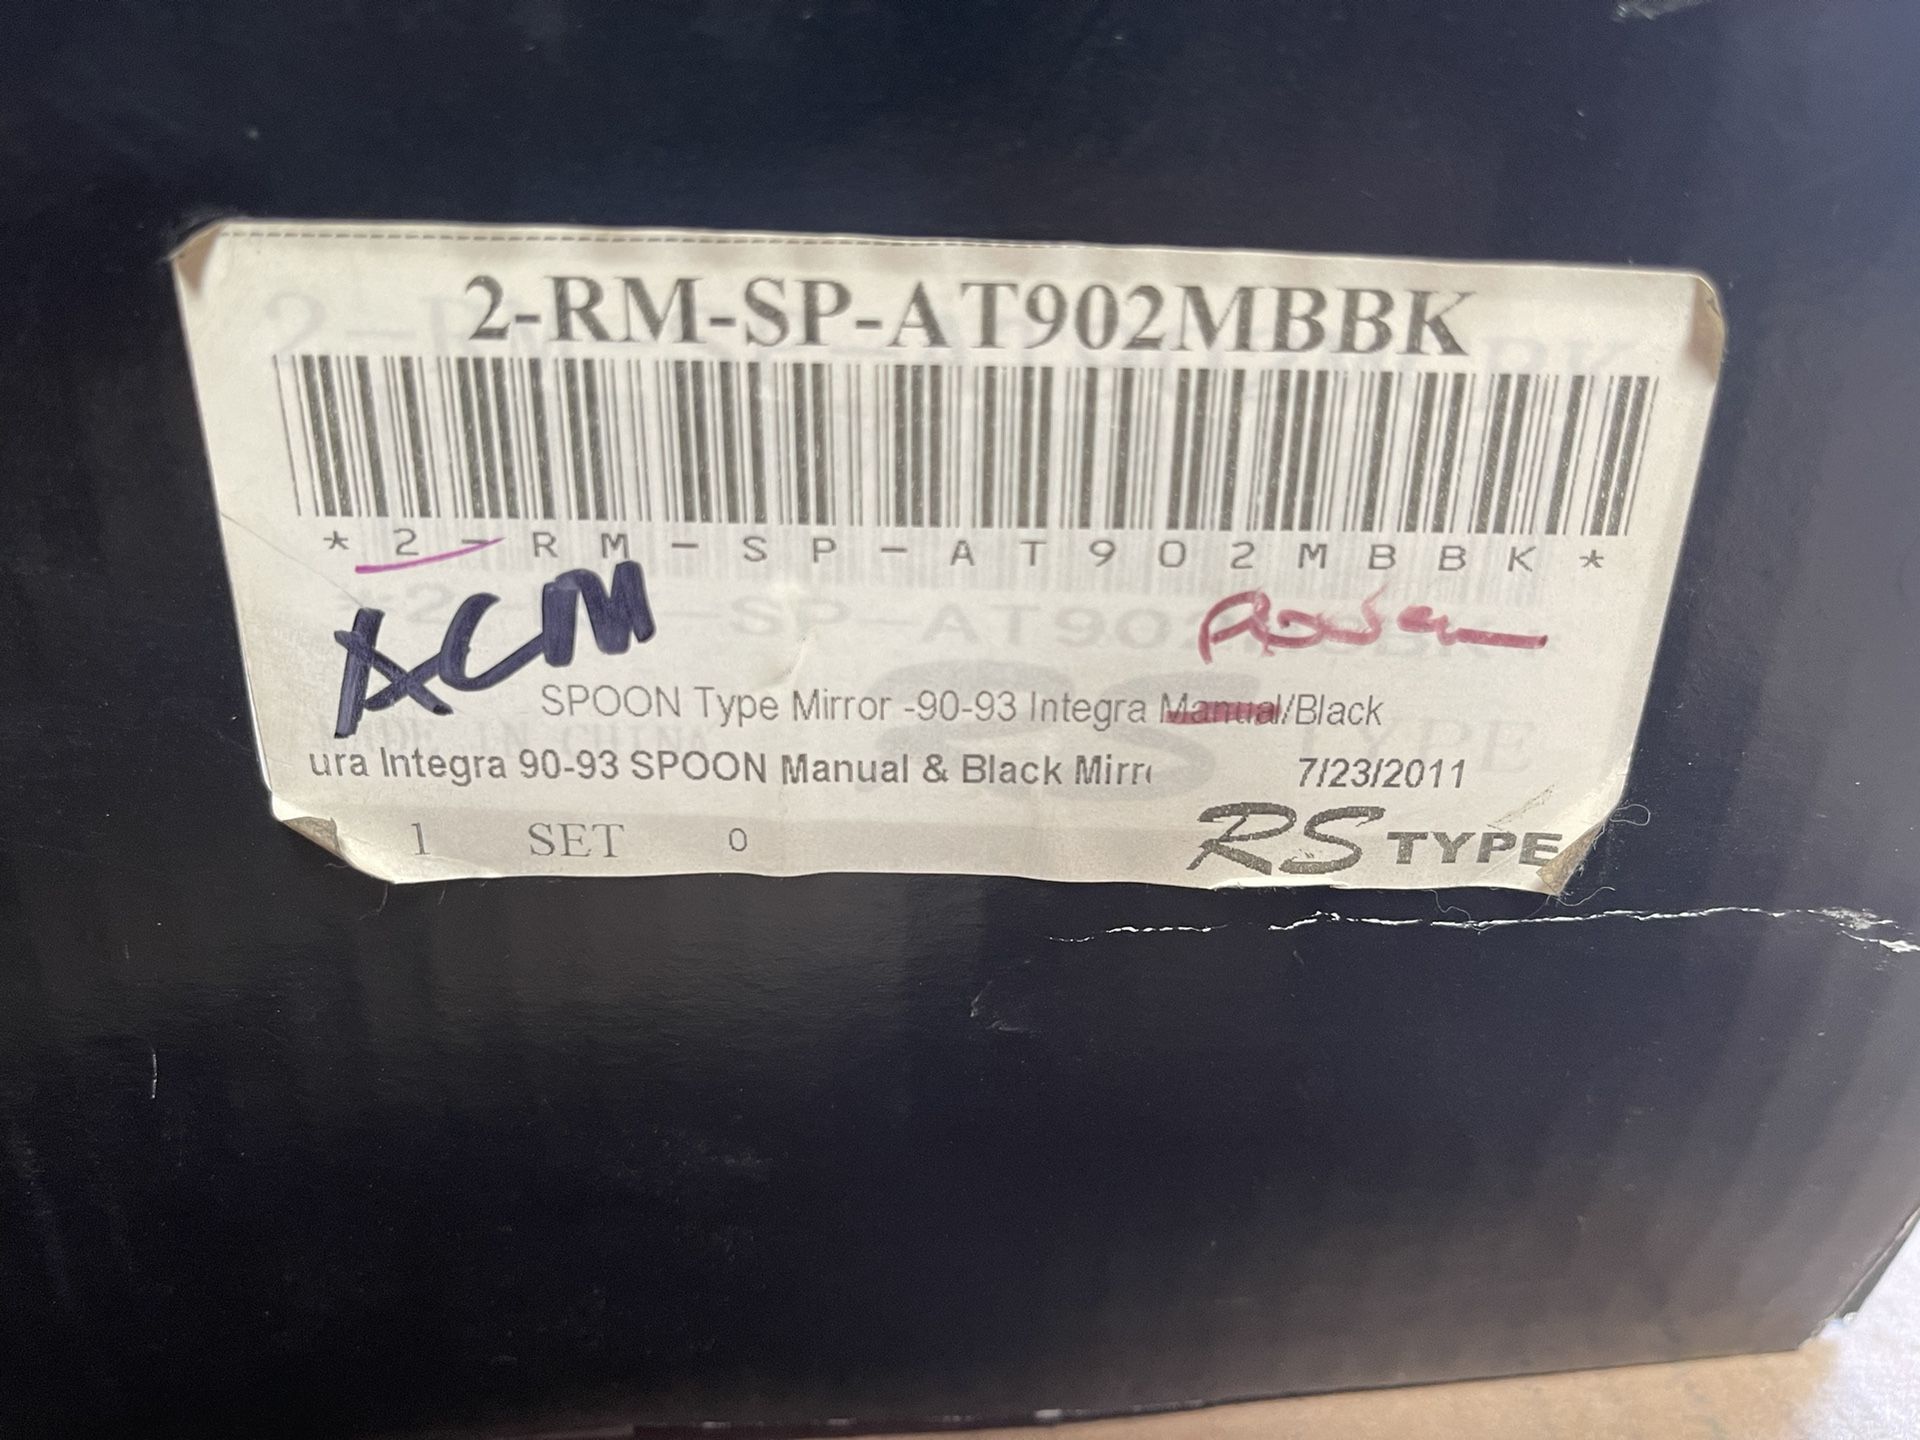 2-RM-SP-AT902MBBK
*2-RM-SP-AT902MBBK*
ACM
Power
SPOON Type Mirror -90-93 Integra Manual/Black
ura Integra 90-93 SPOON Manual & Black Mirr
7/23/2011
1 SET 0
RS TYPE